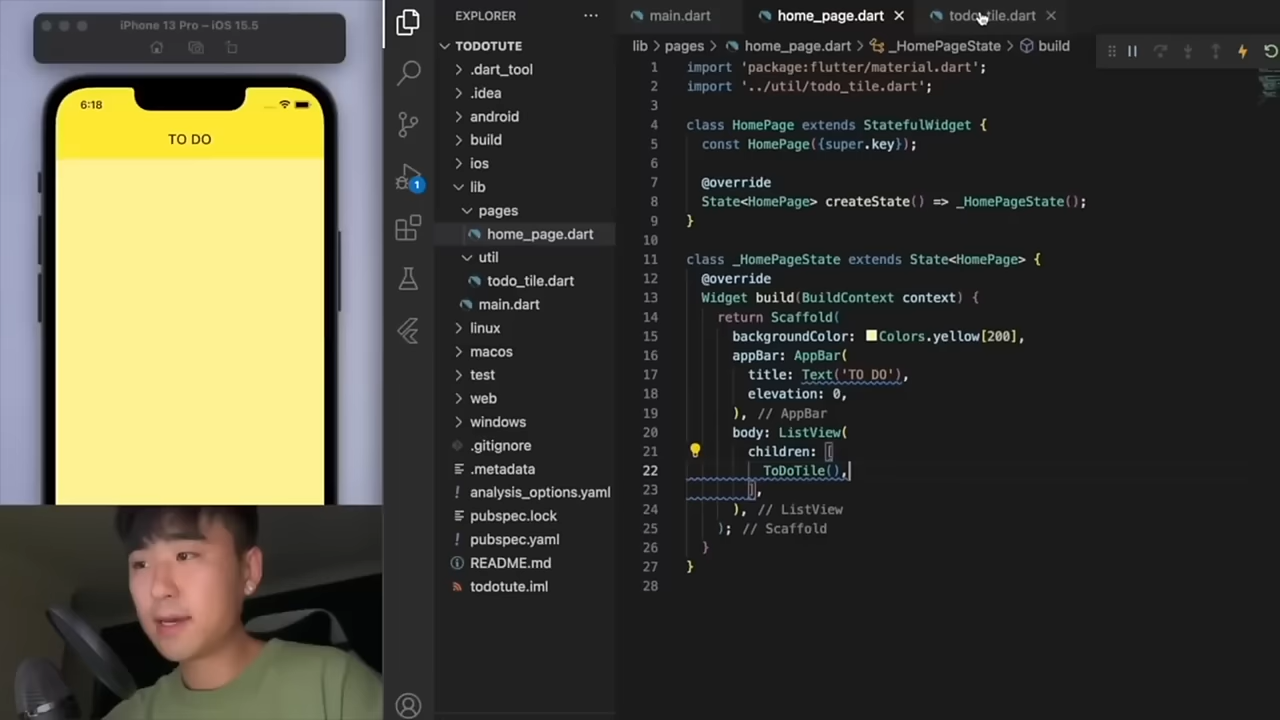 iPhone 13 Pro – iOS 15.5
6:18
TO DO
EXPLORER
TODOTUTE
.dart_tool
.idea
android
build
ios
lib
pages
home_page.dart
util
todo_tile.dart
main.dart
linux
macos
test
web
windows
.gitignore
.metadata
analysis_options.yaml
pubspec.lock
pubspec.yaml
README.md
todotute.iml
1
main.dart
home_page.dart
todo_tile.dart
lib > pages > home_page.dart > _HomePageState > build
1 import 'package:flutter/material.dart';
2 import '../util/todo_tile.dart';
3
4 class HomePage extends StatefulWidget {
5 const HomePage({super.key});
6
7 @override
8 State<HomePage> createState() => _HomePageState();
9 }
10
11 class _HomePageState extends State<HomePage> {
12 @override
13 Widget build(BuildContext context) {
14 return Scaffold(
15 backgroundColor: Colors.yellow[200],
16 appBar: AppBar(
17 title: Text('TO DO'),
18 elevation: 0,
19 ), // AppBar
20 body: ListView(
21 children: [
22 ToDoTile(),
23 ],
24 ), // ListView
25 ); // Scaffold
26 }
27 }
28